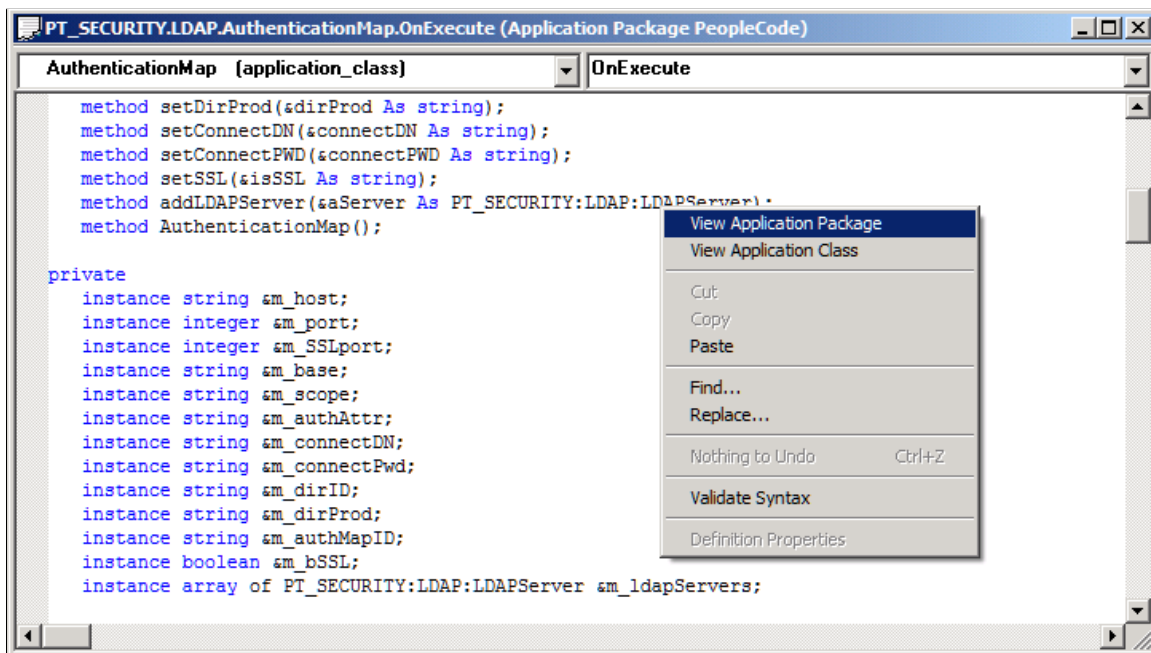 PT_SECURITY.LDAP.AuthenticationMap.OnExecute (Application Package PeopleCode)
AuthenticationMap (application_class) OnExecute
method setDirProd(&dirProd As string);
method setConnectDN(&connectDN As string);
method setConnectPWD(&connectPWD As string);
method setSSL(&isSSL As string);
method addLDAPServer(&aServer As PT_SECURITY:LDAP:LDAPServer);
method AuthenticationMap();
private
instance string &m_host;
instance integer &m_port;
instance integer &m_SSLport;
instance string &m_base;
instance string &m_scope;
instance string &m_authAttr;
instance string &m_connectDN;
instance string &m_connectPwd;
instance string &m_dirID;
instance string &m_dirProd;
instance string &m_authMapID;
instance boolean &m_bSSL;
instance array of PT_SECURITY:LDAP:LDAPServer &m_ldapServers;
View Application Package
View Application Class
Cut
Copy
Paste
Find...
Replace...
Nothing to Undo Ctrl+Z
Validate Syntax
Definition Properties